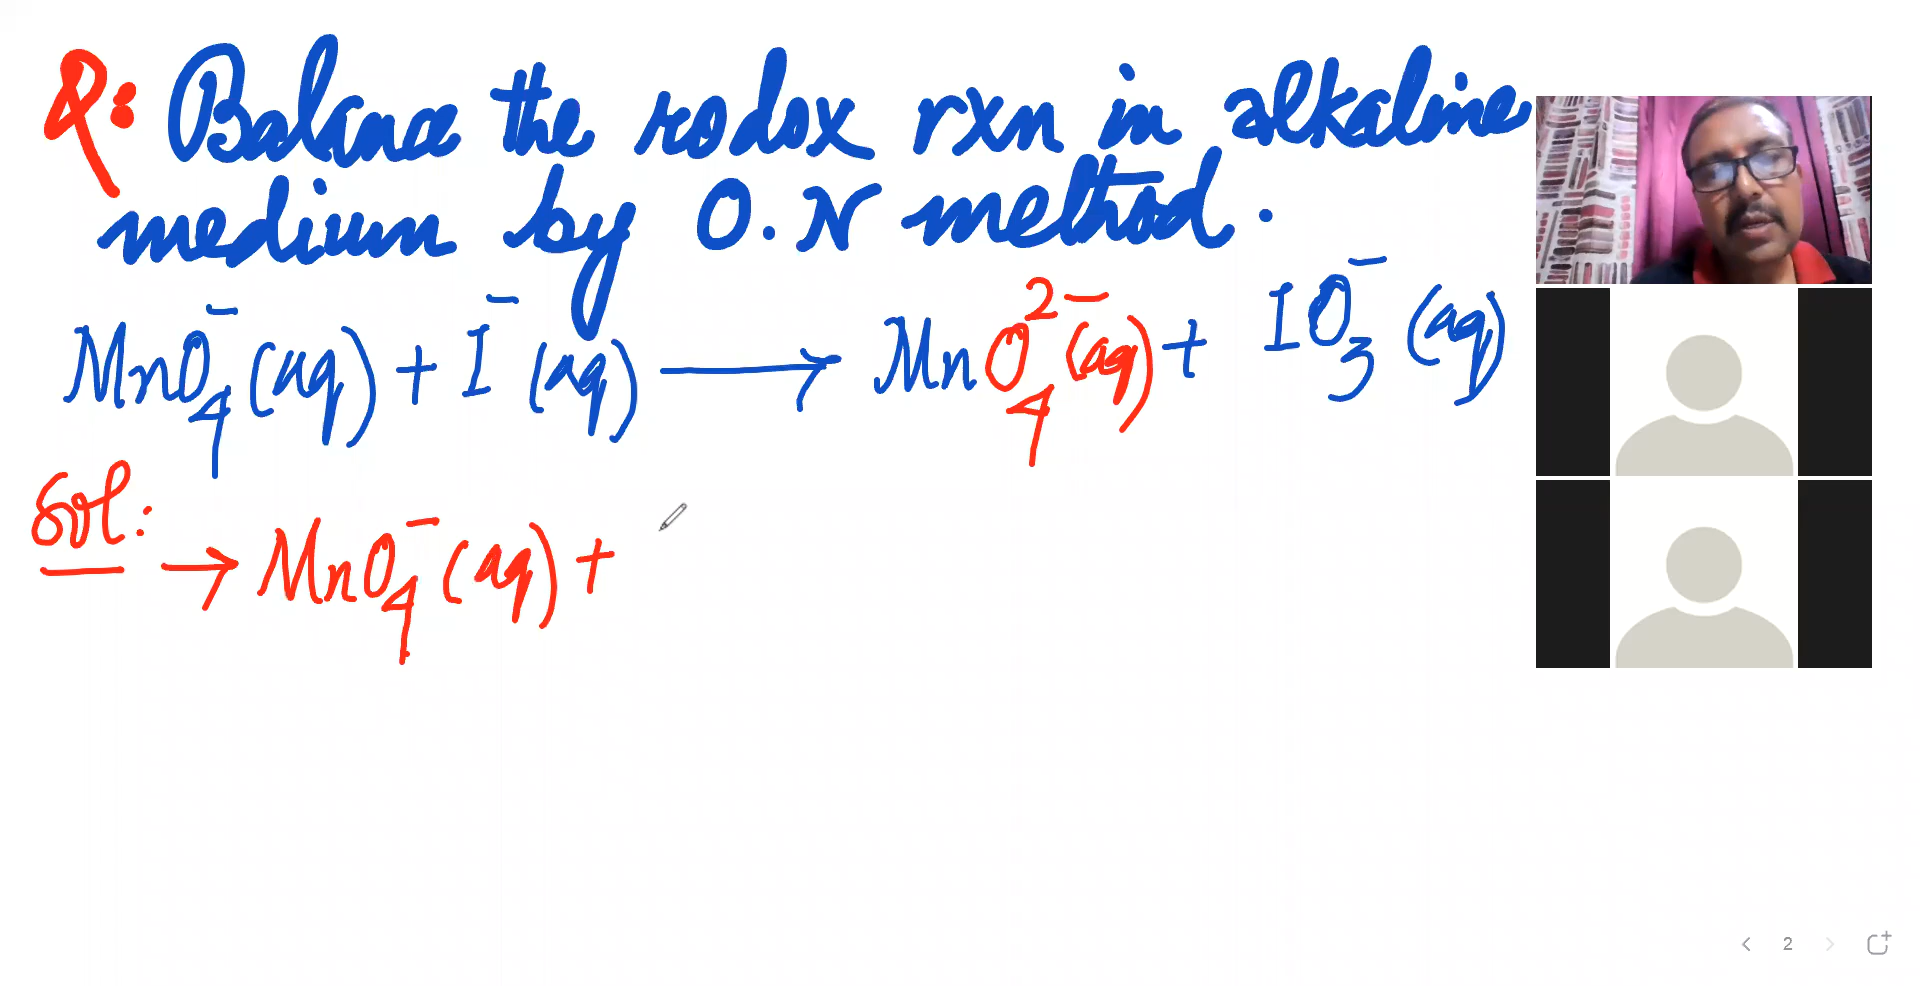 Q: Balance the rodox rxn in alkaline
medium by O.N method.
MnO₄⁻(aq) + I⁻(aq) ⟶ MnO₄²⁻(aq) + IO₃⁻(aq)
Sol: → MnO₄⁻(aq) +
2